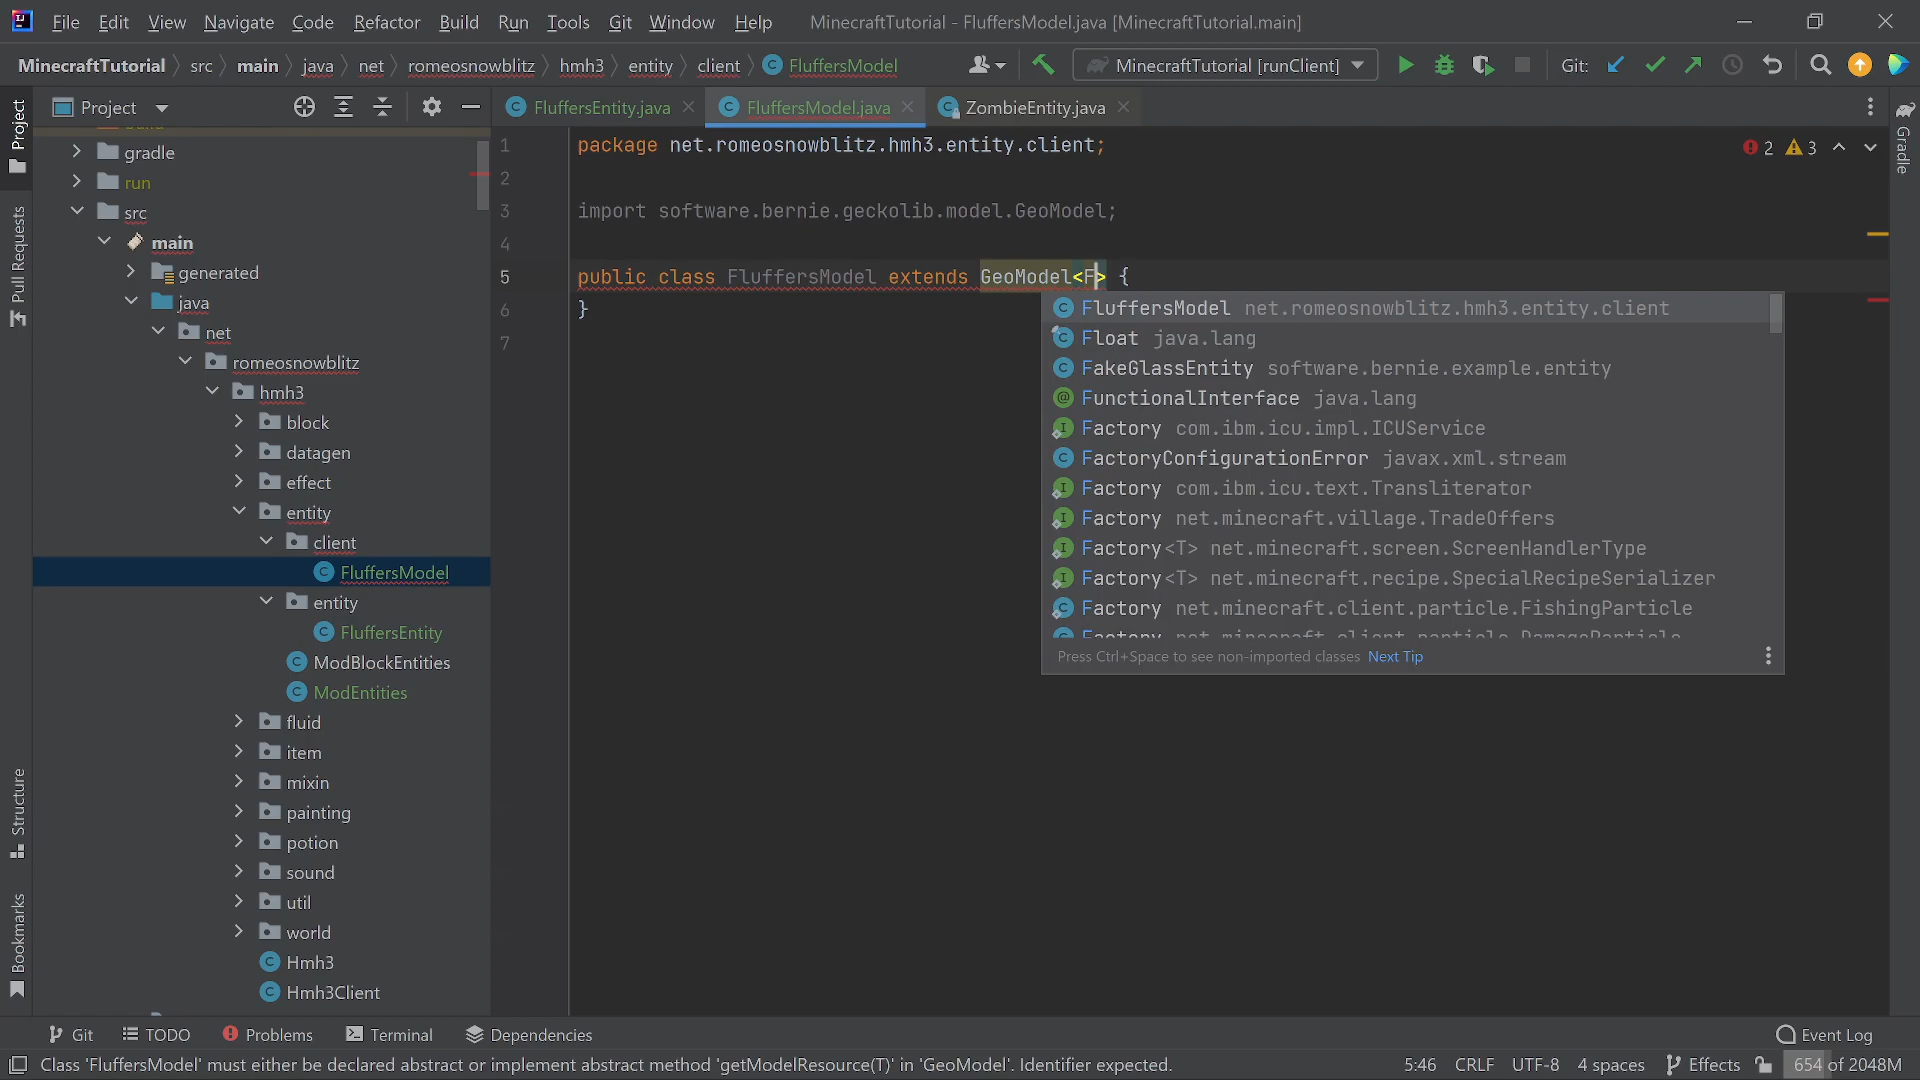 File Edit View Navigate Code Refactor Build Run Tools Git Window Help MinecraftTutorial - FluffersModel.java [MinecraftTutorial.main]
MinecraftTutorial src main java net romeosnowblitz hmh3 entity client FluffersModel MinecraftTutorial [runClient] Git:
Project
FluffersEntity.java FluffersModel.java ZombieEntity.java
Project
Pull Requests
Structure
Bookmarks
Gradle
gradle
run
src
main
generated
java
net
romeosnowblitz
hmh3
block
datagen
effect
entity
client
FluffersModel
entity
FluffersEntity
ModBlockEntities
ModEntities
fluid
item
mixin
painting
potion
sound
util
world
Hmh3
Hmh3Client
1 package net.romeosnowblitz.hmh3.entity.client;
2 3
2
3 import software.bernie.geckolib.model.GeoModel;
4
5 public class FluffersModel extends GeoModel<F> {
6 }
7
FluffersModel net.romeosnowblitz.hmh3.entity.client
Float java.lang
FakeGlassEntity software.bernie.example.entity
FunctionalInterface java.lang
Factory com.ibm.icu.impl.ICUService
FactoryConfigurationError javax.xml.stream
Factory com.ibm.icu.text.Transliterator
Factory net.minecraft.village.TradeOffers
Factory<T> net.minecraft.screen.ScreenHandlerType
Factory<T> net.minecraft.recipe.SpecialRecipeSerializer
Factory net.minecraft.client.particle.FishingParticle
Factory net.minecraft.client.particle.DamageParticle
Press Ctrl+Space to see non-imported classes Next Tip
Git TODO Problems Terminal Dependencies Event Log
Class 'FluffersModel' must either be declared abstract or implement abstract method 'getModelResource(T)' in 'GeoModel'. Identifier expected. 5:46 CRLF UTF-8 4 spaces Effects 654 of 2048M